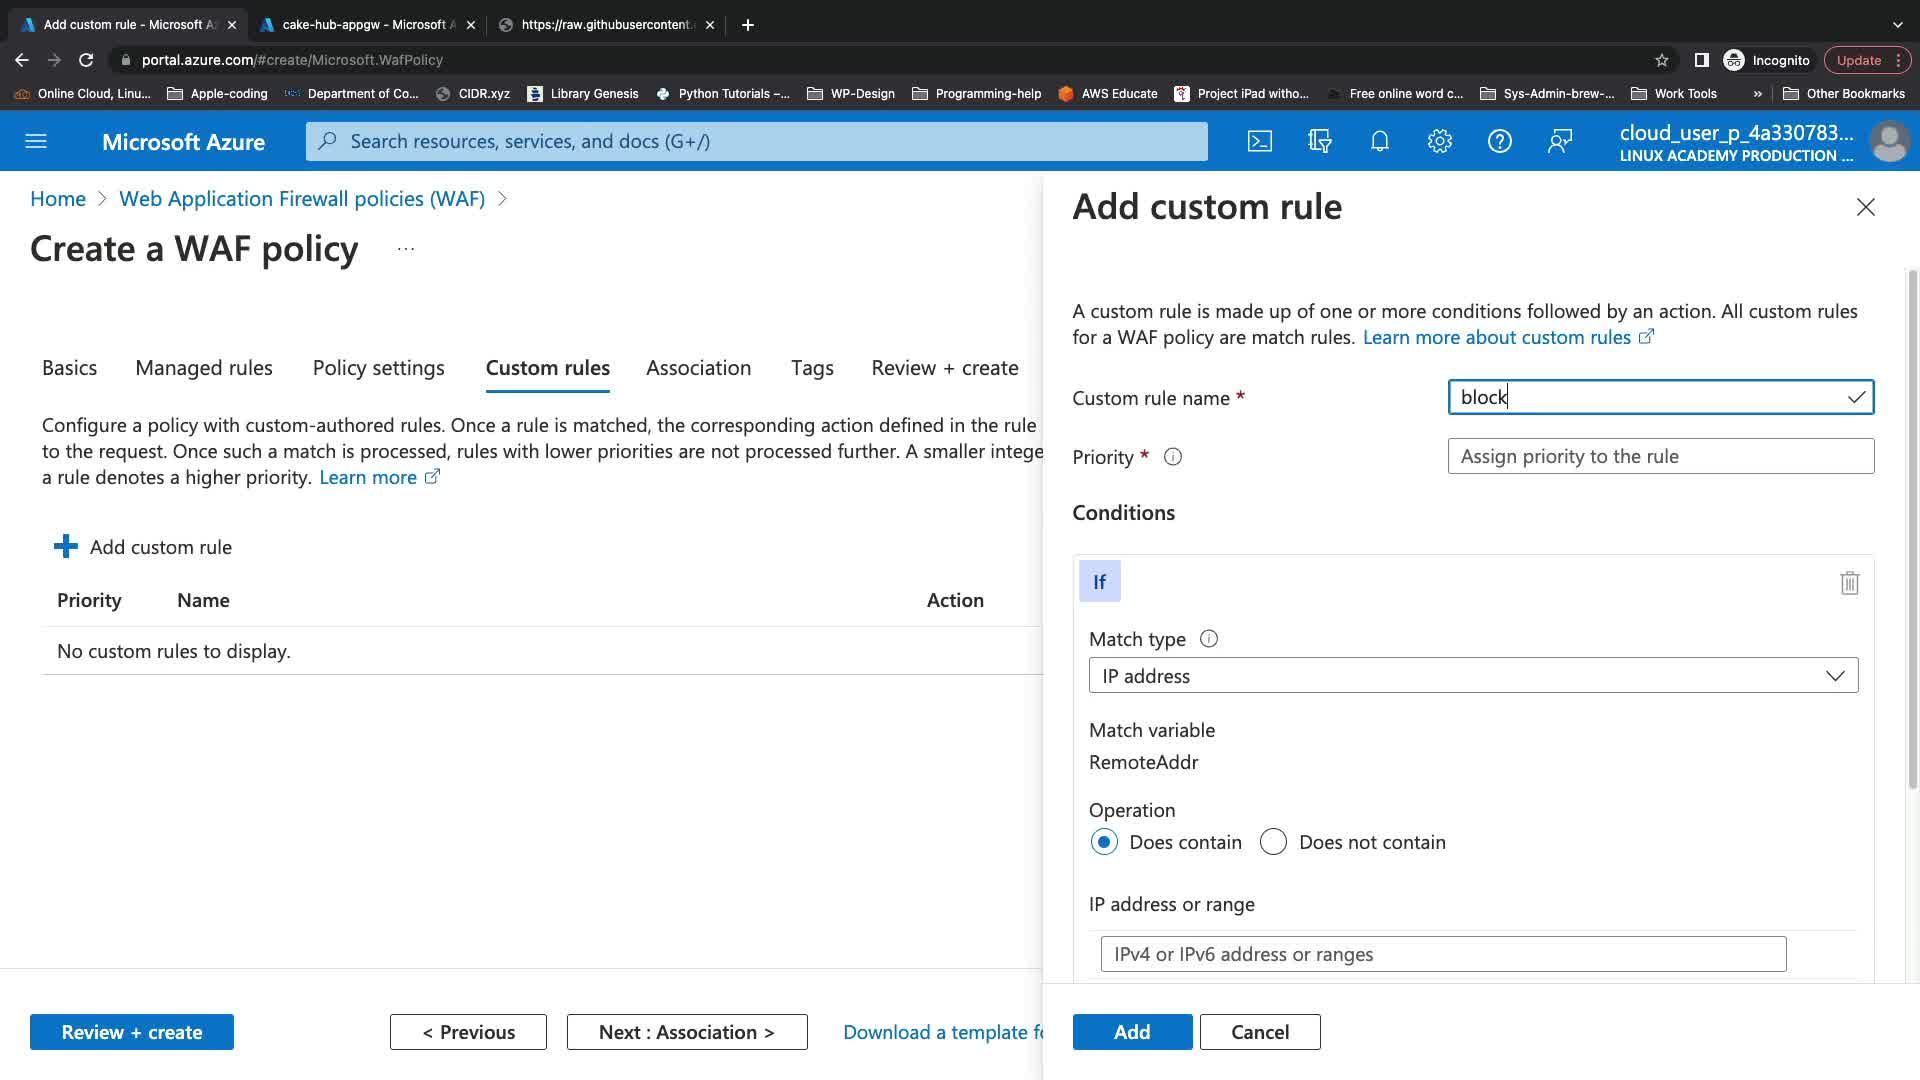 Add custom rule - Microsoft Az
cake-hub-appgw - Microsoft A
https://raw.githubusercontent.
portal.azure.com/#create/Microsoft.WafPolicy
Incognito
Update
Online Cloud, Linu...
Apple-coding
Department of Co...
CIDR.xyz
Library Genesis
Python Tutorials –...
WP-Design
Programming-help
AWS Educate
Project iPad witho...
Free online word c...
Sys-Admin-brew-...
Work Tools
»
Other Bookmarks
Microsoft Azure
Search resources, services, and docs (G+/)
cloud_user_p_4a330783...
LINUX ACADEMY PRODUCTION ...
Home > Web Application Firewall policies (WAF) >
Create a WAF policy ...
Basics
Managed rules
Policy settings
Custom rules
Association
Tags
Review + create
Configure a policy with custom-authored rules. Once a rule is matched, the corresponding action defined in the rule
to the request. Once such a match is processed, rules with lower priorities are not processed further. A smaller intege
a rule denotes a higher priority. Learn more
Add custom rule
Priority Name Action
No custom rules to display.
Review + create
< Previous
Next : Association >
Download a template fo
Add custom rule
A custom rule is made up of one or more conditions followed by an action. All custom rules
for a WAF policy are match rules. Learn more about custom rules
Custom rule name *
block
Priority *
Assign priority to the rule
Conditions
If
Match type
IP address
Match variable
RemoteAddr
Operation
Does contain
Does not contain
IP address or range
IPv4 or IPv6 address or ranges
Add
Cancel